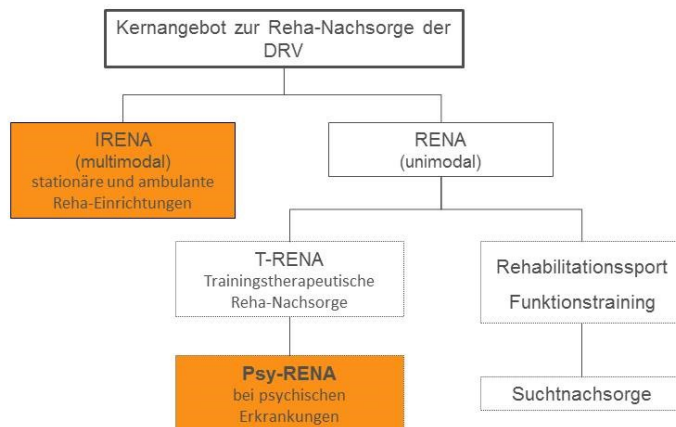 Kernangebot zur Reha-Nachsorge der
DRV
IRENA
(multimodal)
stationäre und ambulante
Reha-Einrichtungen
RENA
(unimodal)
T-RENA
Trainingstherapeutische
Reha-Nachsorge
Rehabilitationssport
Funktionstraining
Psy-RENA
bei psychischen
Erkrankungen
Suchtnachsorge